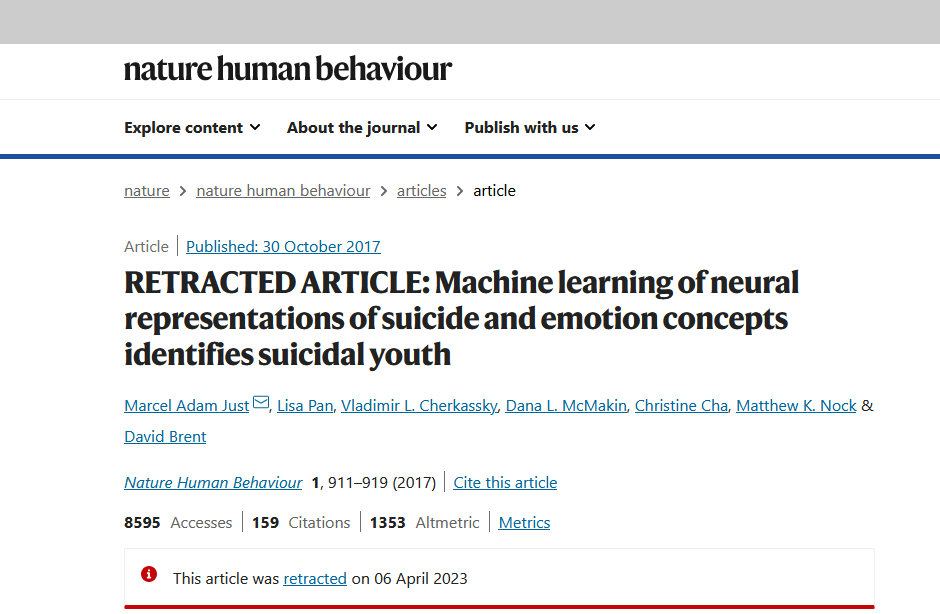 nature human behaviour
Explore content About the journal Publish with us
nature > nature human behaviour > articles > article
Article | Published: 30 October 2017
RETRACTED ARTICLE: Machine learning of neural
representations of suicide and emotion concepts
identifies suicidal youth
Marcel Adam Just, Lisa Pan, Vladimir L. Cherkassky, Dana L. McMakin, Christine Cha, Matthew K. Nock &
David Brent
Nature Human Behaviour 1, 911–919 (2017) | Cite this article
8595 Accesses | 159 Citations | 1353 Altmetric | Metrics
This article was retracted on 06 April 2023